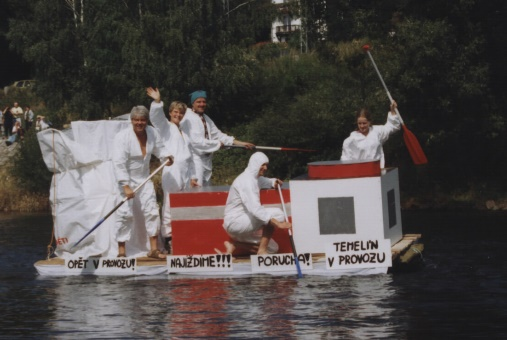 OPĚT V PROVOZU!
NAJÍŽDÍME!!!
PORUCHA!
TEMELÍN
V PROVOZU